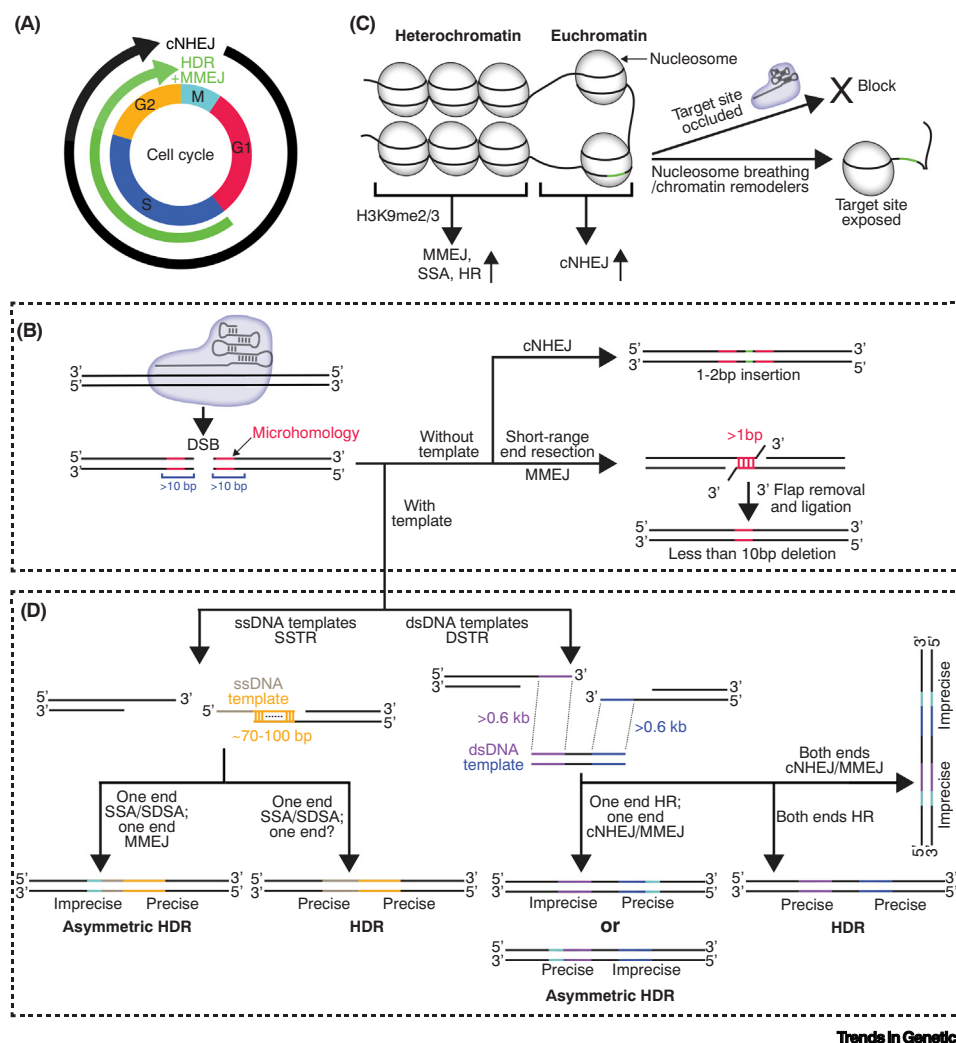 (A)
cNHEJ
HDR
+MMEJ
G2
M
G1
S
Cell cycle
(C)
Heterochromatin
Euchromatin
Nucleosome
Target site
occluded
X Block
Nucleosome breathing
/chromatin remodelers
Target site
exposed
H3K9me2/3
MMEJ,
SSA, HR
cNHEJ
(B)
3’ 5’
5’ 3’
DSB
Microhomology
5’ 3’
3’ 5’
>10 bp >10 bp
Without
template
With
template
cNHEJ
Short-range
end resection
MMEJ
5’ 3’
3’ 5’
1-2bp insertion
>1bp
3’
3’
3’ Flap removal
and ligation
5’ 3’
3’ 5’
Less than 10bp deletion
(D)
ssDNA templates
SSTR
dsDNA templates
DSTR
5’ 3’
3’
ssDNA
template
5’ 3’
5’
~70-100 bp
5’ 3’
3’
5’
3’ 5’
>0.6 kb
>0.6 kb
dsDNA
template
One end
SSA/SDSA;
one end
MMEJ
One end
SSA/SDSA;
one end?
One end HR;
one end
cNHEJ/MMEJ
Both ends HR
Both ends
cNHEJ/MMEJ
3’ 5’
Imprecise
Imprecise
5’ 3’
5’ 3’
3’ 5’
Imprecise Precise
Asymmetric HDR
5’ 3’
3’ 5’
Precise Precise
HDR
5’ 3’
3’ 5’
Imprecise Precise
or
5’ 3’
3’ 5’
Precise Imprecise
Asymmetric HDR
5’ 3’
3’ 5’
Precise Precise
HDR
Trends in Genetic